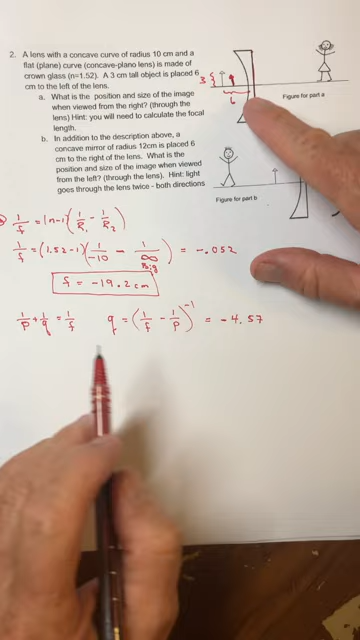 2. A lens with a concave curve of radius 10 cm and a
flat (planar) curve (concave-plano lens) is made of
crown glass (n=1.52). A 3 cm tall object is placed 6
cm to the left of the lens.
a. What is the position and size of the image
when viewed from the right? (through the
lens) Hint: you will need to calculate the focal
length.
b. In addition to the description above, a
concave mirror of radius 12cm is placed 6
cm to the right of the lens. What is the
position and size of the image when viewed
from the left? (through the lens). Hint: light
goes through the lens twice - both directions
3
6
Figure for part a
Figure for part b
1/f = (n-1)(1/R₁ - 1/R₂)
1/f = (1.52-1)(1/-10 - 1/∞) = -.052
f = -19.2cm
1/p + 1/q = 1/f q = (1/f - 1/p)⁻¹ = -4.57